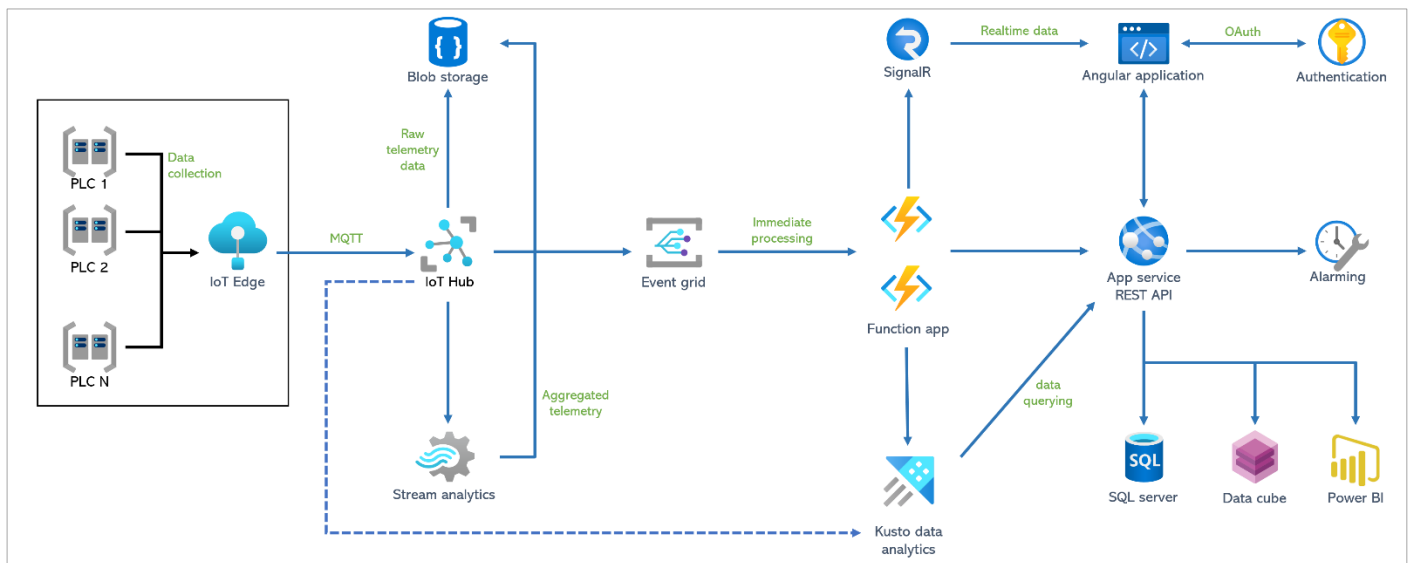 SignalR
Realtime data
Angular application
OAuth
Authentication
Blob storage
Raw
telemetry
data
PLC 1
Data
collection
PLC 2
PLC N
IoT Edge
MQTT
IoT Hub
Event grid
Immediate
processing
Function app
App service
REST API
Alarming
Aggregated
telemetry
data
querying
Stream analytics
Kusto data
analytics
SQL
SQL server
Data cube
Power BI